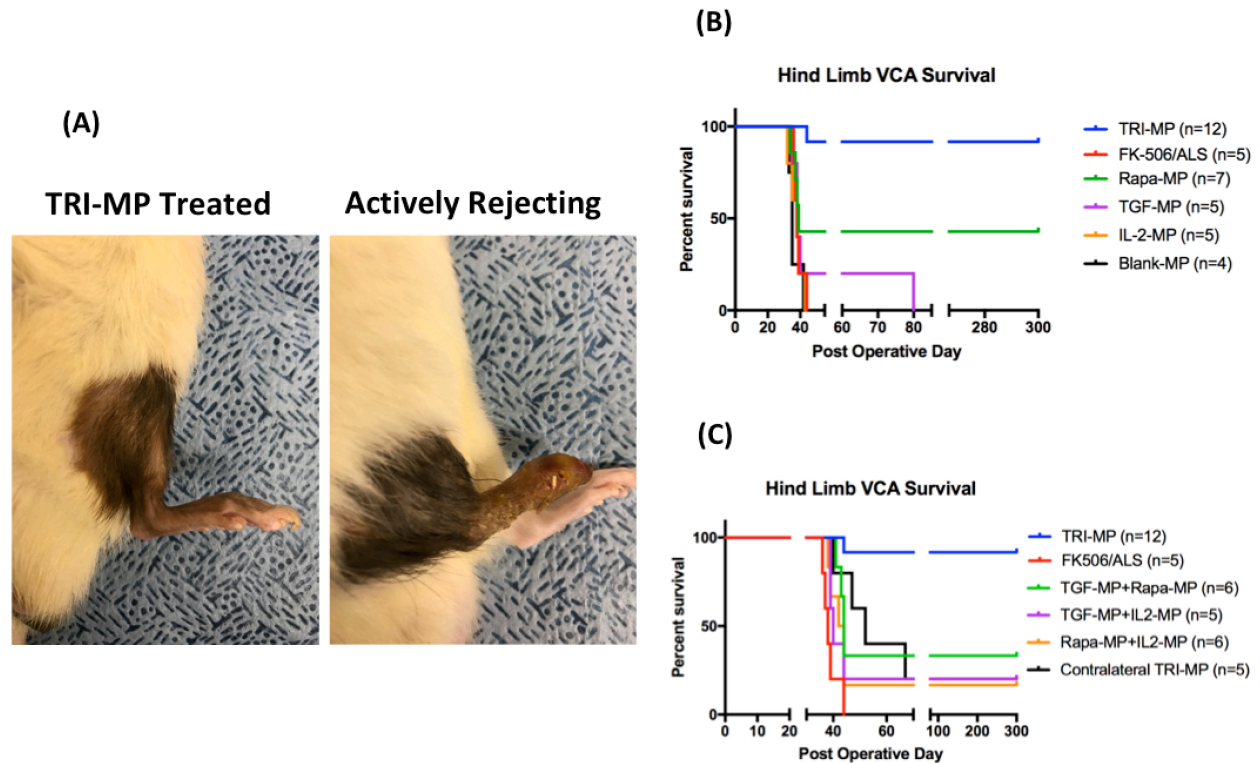 (A)
TRI-MP Treated
Actively Rejecting
(B)
Hind Limb VCA Survival
Percent survival
100
50
0
0 20 40 60 70 80 280 300
Post Operative Day
TRI-MP (n=12)
FK-506/ALS (n=5)
Rapa-MP (n=7)
TGF-MP (n=5)
IL-2-MP (n=5)
Blank-MP (n=4)
(C)
Hind Limb VCA Survival
Percent survival
100
50
0
0 10 20 40 60 100 200 300
Post Operative Day
TRI-MP (n=12)
FK506/ALS (n=5)
TGF-MP+Rapa-MP (n=6)
TGF-MP+IL2-MP (n=5)
Rapa-MP+IL2-MP (n=6)
Contralateral TRI-MP (n=5)